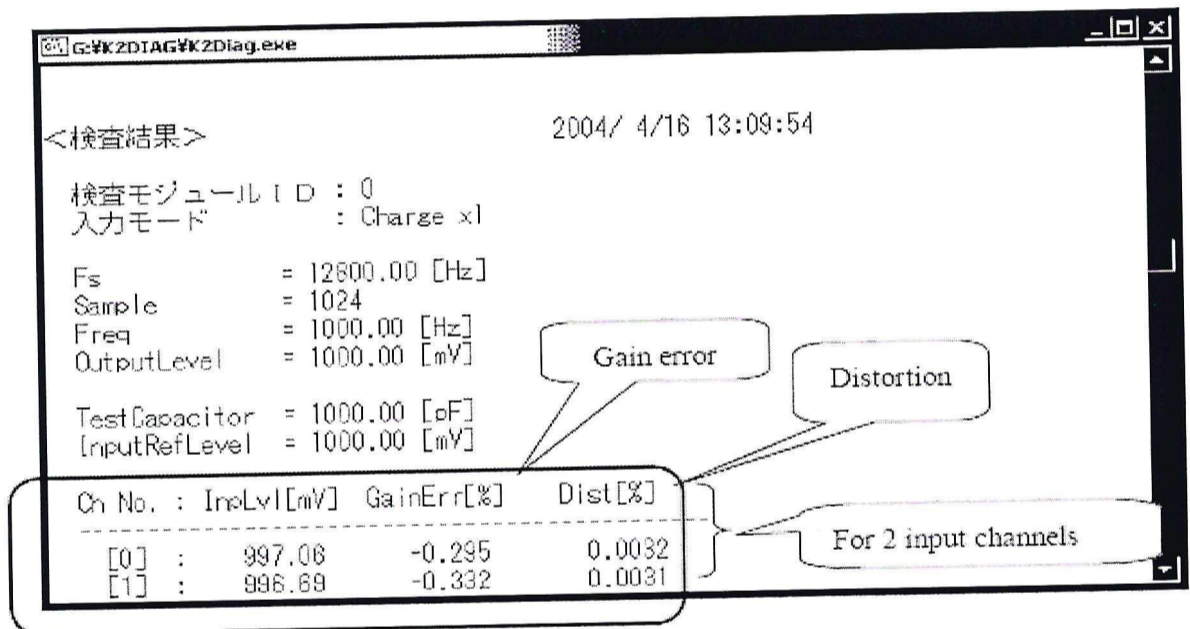 G:¥K2DIAG¥K2Diag.exe
<検査結果> 2004/ 4/16 13:09:54
検査モジュールＩＤ : 0
入力モード : Charge x1
Fs = 12800.00 [Hz]
Sample = 1024
Freq = 1000.00 [Hz]
OutputLevel = 1000.00 [mV]
Gain error
Distortion
TestCapacitor = 1000.00 [pF]
InputRefLevel = 1000.00 [mV]
Ch No. : InpLvl[mV] GainErr[%] Dist[%]
[0] : 997.06 -0.295 0.0032
[1] : 996.69 -0.332 0.0031
For 2 input channels